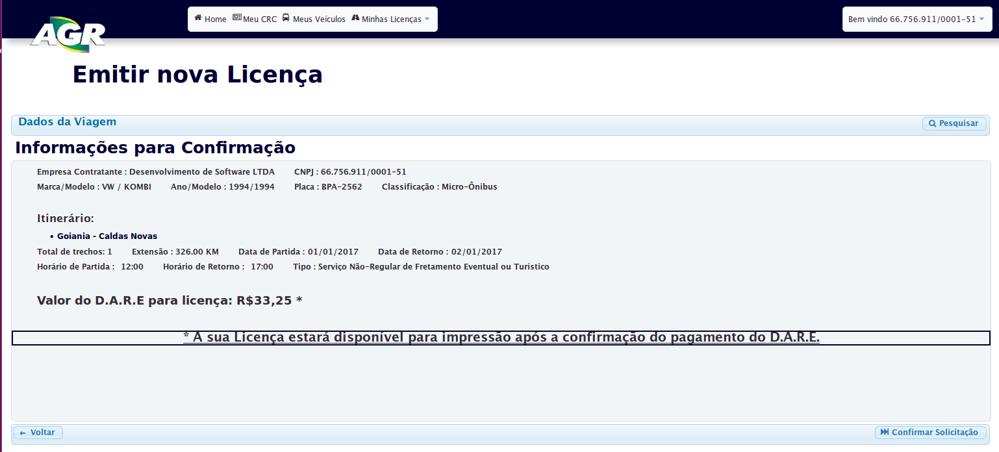 AGR
Home Meu CRC Meus Veículos Minhas Licenças
Bem vindo 66.756.911/0001-51
Emitir nova Licença
Dados da Viagem
Pesquisar
Informações para Confirmação
Empresa Contratante : Desenvolvimento de Software LTDA CNPJ : 66.756.911/0001-51
Marca/Modelo : VW / KOMBI Ano/Modelo : 1994/1994 Placa : BPA-2562 Classificação : Micro-Ônibus
Itinerário:
• Goiania - Caldas Novas
Total de trechos: 1 Extensão : 326.00 KM Data de Partida : 01/01/2017 Data de Retorno : 02/01/2017
Horário de Partida : 12:00 Horário de Retorno : 17:00 Tipo : Serviço Não-Regular de Fretamento Eventual ou Turístico
Valor do D.A.R.E para licença: R$33,25 *
* A sua Licença estará disponível para impressão após a confirmação do pagamento do D.A.R.E.
Voltar
Confirmar Solicitação